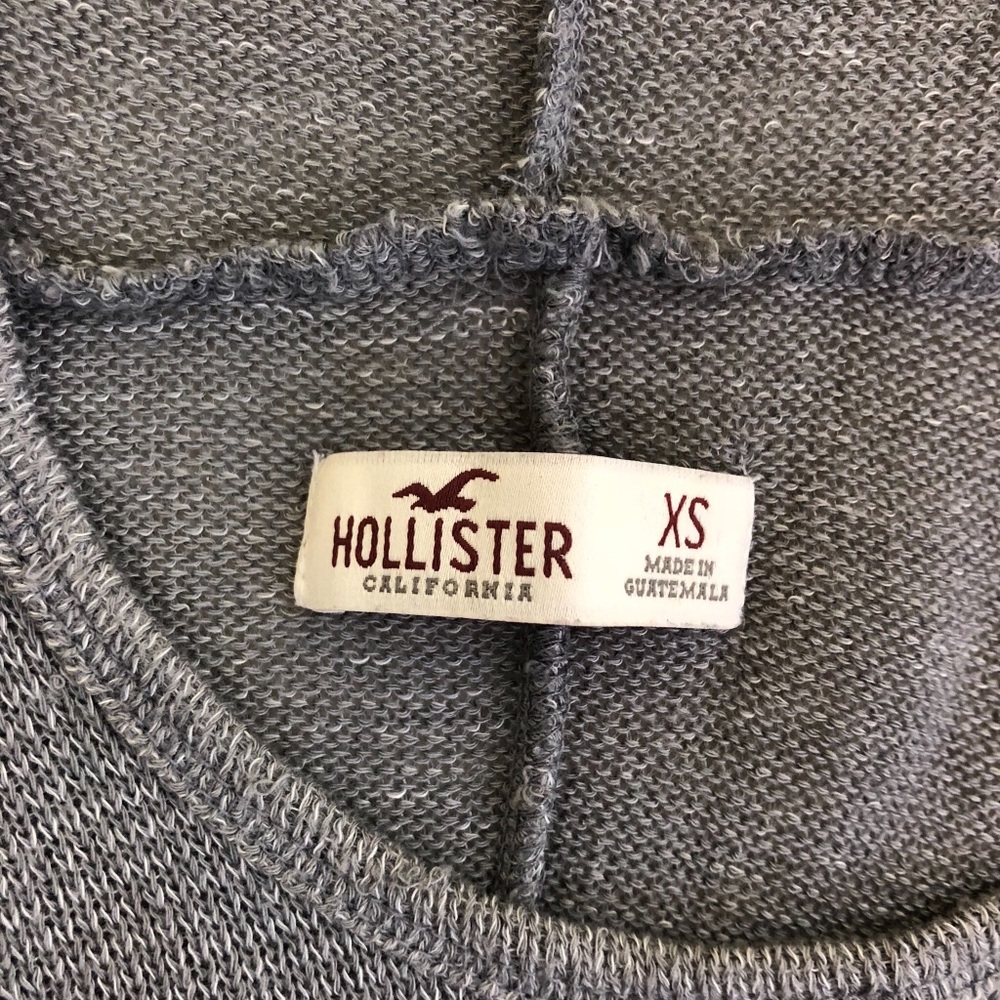 HOLLISTER
CALIFORNIA
XS
MADE IN
GUATEMALA